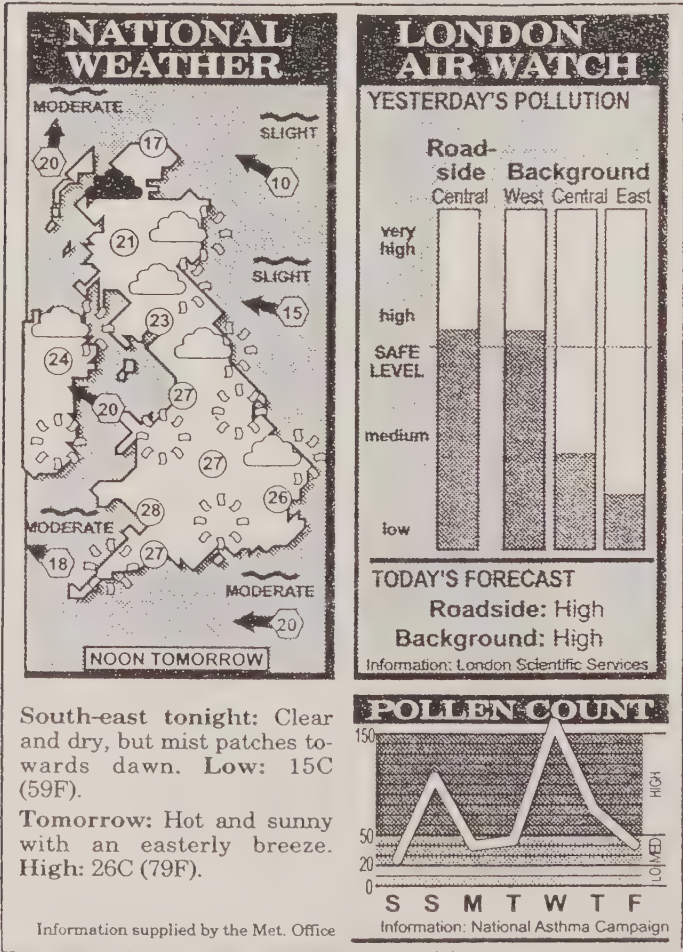 NATIONAL
WEATHER
MODERATE
SLIGHT
17
20
10
21
SLIGHT
15
23
24
27
20
27
26
28
MODERATE
18
27
MODERATE
20
NOON TOMORROW
South-east tonight: Clear
and dry, but mist patches to-
wards dawn. Low: 15C
(59F).
Tomorrow: Hot and sunny
with an easterly breeze.
High: 26C (79F).
Information supplied by the Met. Office
LONDON
AIR WATCH
YESTERDAY'S POLLUTION
Road-
side Background
Central West Central East
very
high
high
SAFE
LEVEL
medium
low
TODAY'S FORECAST
Roadside: High
Background: High
Information: London Scientific Services
POLLEN COUNT
150
50
20
0
HIGH
MED
LO
S S M T W T F
Information: National Asthma Campaign